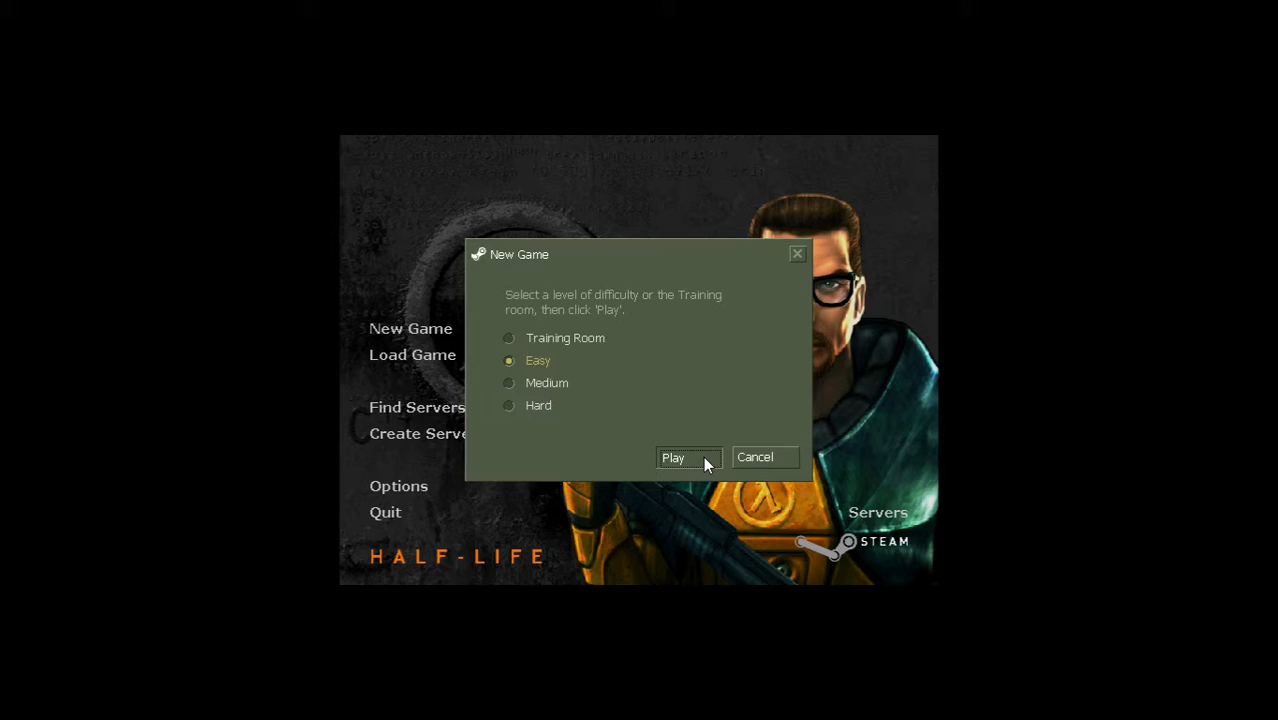 New Game
Select a level of difficulty or the Training
room, then click 'Play'.
Training Room
Easy
Medium
Hard
Play
Cancel
New Game
Load Game
Find Servers
Create Serve
Options
Quit
Servers
STEAM
HALF-LIFE